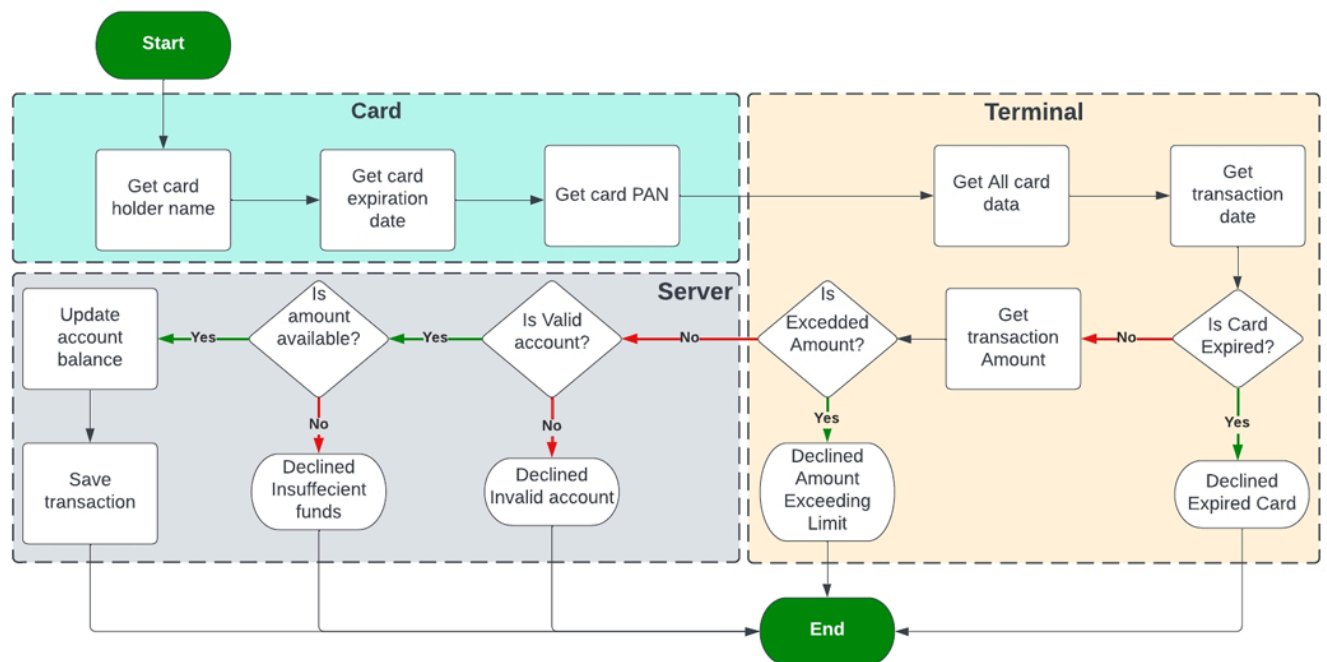 Start
Card
Get card
holder name
Get card
expiration
date
Get card PAN
Terminal
Get All card
data
Get
transaction
date
Is Card
Expired?
No
Yes
Declined
Expired Card
Get
transaction
Amount
Is
Excedded
Amount?
No
Yes
Declined
Amount
Exceeding
Limit
Server
Is Valid
account?
Yes
No
Declined
Invalid account
Is
amount
available?
Yes
No
Declined
Insuffecient
funds
Update
account
balance
Save
transaction
End